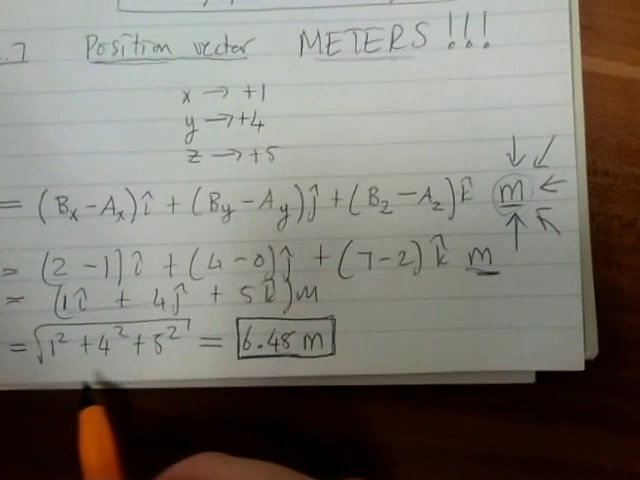 .7 Position vector METERS!!!
x → +1
y → +4
z → +5
= (Bx - Ax)î + (By - Ay)ĵ + (Bz - Az)k̂ m
= (2 - 1)î + (4 - 0)ĵ + (7 - 2)k̂ m
= (1î + 4ĵ + 5k̂)m
= √1² + 4² + 5² = 6.48 m